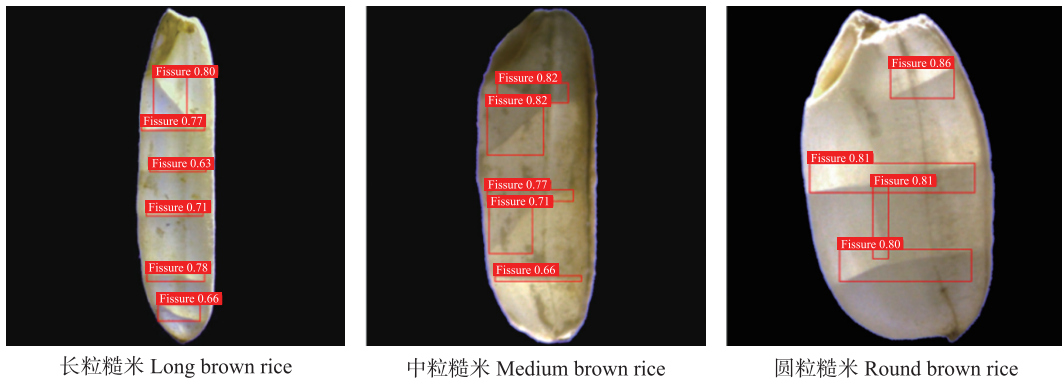 Fissure 0.80
Fissure 0.77
Fissure 0.63
Fissure 0.71
Fissure 0.78
Fissure 0.66
长粒糙米 Long brown rice
Fissure 0.82
Fissure 0.82
Fissure 0.77
Fissure 0.71
Fissure 0.66
中粒糙米 Medium brown rice
Fissure 0.86
Fissure 0.81
Fissure 0.81
Fissure 0.80
圆粒糙米 Round brown rice